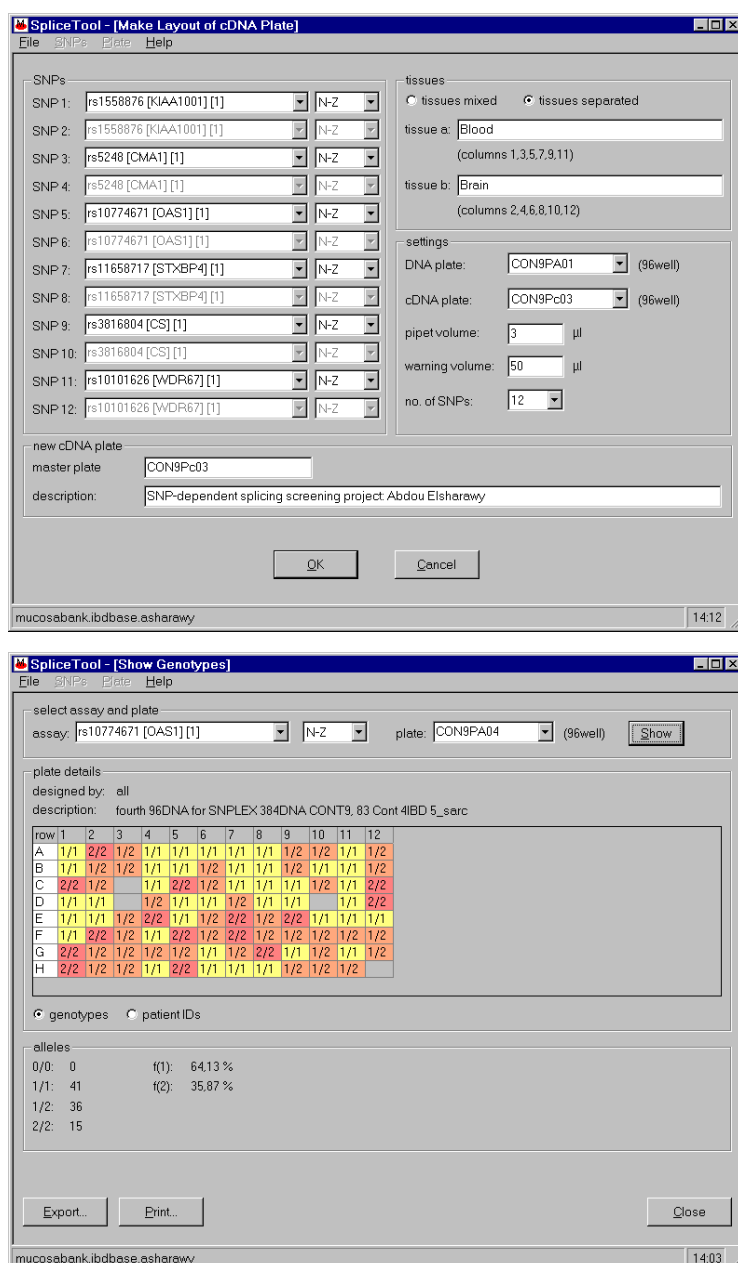 SpliceTool - [Make Layout of cDNA Plate]
File SNPs Plate Help
SNPs
SNP 1: rs1558876 [KIAA1001] [1] N-Z
SNP 2: rs1558876 [KIAA1001] [1] N-Z
SNP 3: rs5248 [CMA1] [1] N-Z
SNP 4: rs5248 [CMA1] [1] N-Z
SNP 5: rs10774671 [OAS1] [1] N-Z
SNP 6: rs10774671 [OAS1] [1] N-Z
SNP 7: rs11658717 [STXBP4] [1] N-Z
SNP 8: rs11658717 [STXBP4] [1] N-Z
SNP 9: rs3816804 [CS] [1] N-Z
SNP 10: rs3816804 [CS] [1] N-Z
SNP 11: rs10101626 [WDR67] [1] N-Z
SNP 12: rs10101626 [WDR67] [1] N-Z
tissues
tissues mixed tissues separated
tissue a: Blood
(columns 1,3,5,7,9,11)
tissue b: Brain
(columns 2,4,6,8,10,12)
settings
DNA plate: CON9PA01 (96well)
cDNA plate: CON9Pc03 (96well)
pipet volume: 3 µl
warning volume: 50 µl
no. of SNPs: 12
new cDNA plate
master plate CON9Pc03
description: SNP-dependent splicing screening project: Abdou Elsharawy
OK Cancel
mucosabank.ibdbase.asharawy 14:12
SpliceTool - [Show Genotypes]
File SNPs Plate Help
select assay and plate
assay: rs10774671 [OAS1] [1] N-Z plate: CON9PA04 (96well) Show
plate details
designed by: all
description: fourth 96DNA for SNPLEX 384DNA CONT9, 83 Cont 4IBD 5_sarc
row 1 2 3 4 5 6 7 8 9 10 11 12
A 1/1 2/2 1/2 1/1 1/1 1/1 1/1 1/1 1/2 1/2 1/1 1/2
B 1/1 1/2 1/2 1/1 1/1 1/2 1/1 1/1 1/1 1/1 1/1 1/2
C 2/2 1/2 1/1 2/2 1/2 1/1 1/1 1/1 1/2 1/1 2/2
D 1/1 1/1 1/2 1/1 1/1 1/2 1/1 1/1 1/1 2/2
E 1/1 1/1 1/2 2/2 1/1 1/2 2/2 1/2 2/2 1/1 1/1 1/1
F 1/1 2/2 1/2 1/1 2/2 1/2 2/2 1/2 1/2 1/2 1/2 1/2
G 2/2 1/2 1/2 1/2 1/2 1/1 1/2 2/2 1/1 1/2 1/1 1/2
H 2/2 1/2 1/2 1/1 2/2 1/1 1/1 1/1 1/2 1/2 1/2
genotypes patient IDs
alleles
0/0: 0 f(1): 64,13 %
1/1: 41 f(2): 35,87 %
1/2: 36
2/2: 15
Export... Print... Close
mucosabank.ibdbase.asharawy 14:03